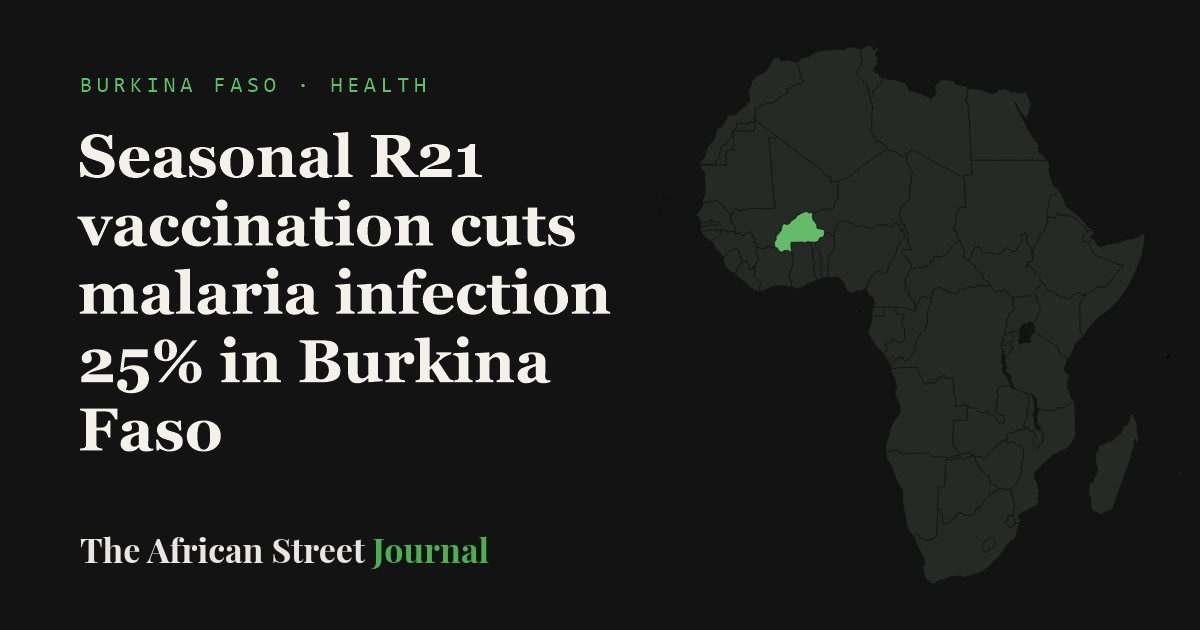 BURKINA FASO · HEALTH
Seasonal R21
vaccination cuts
malaria infection
25% in Burkina
Faso
The African Street Journal